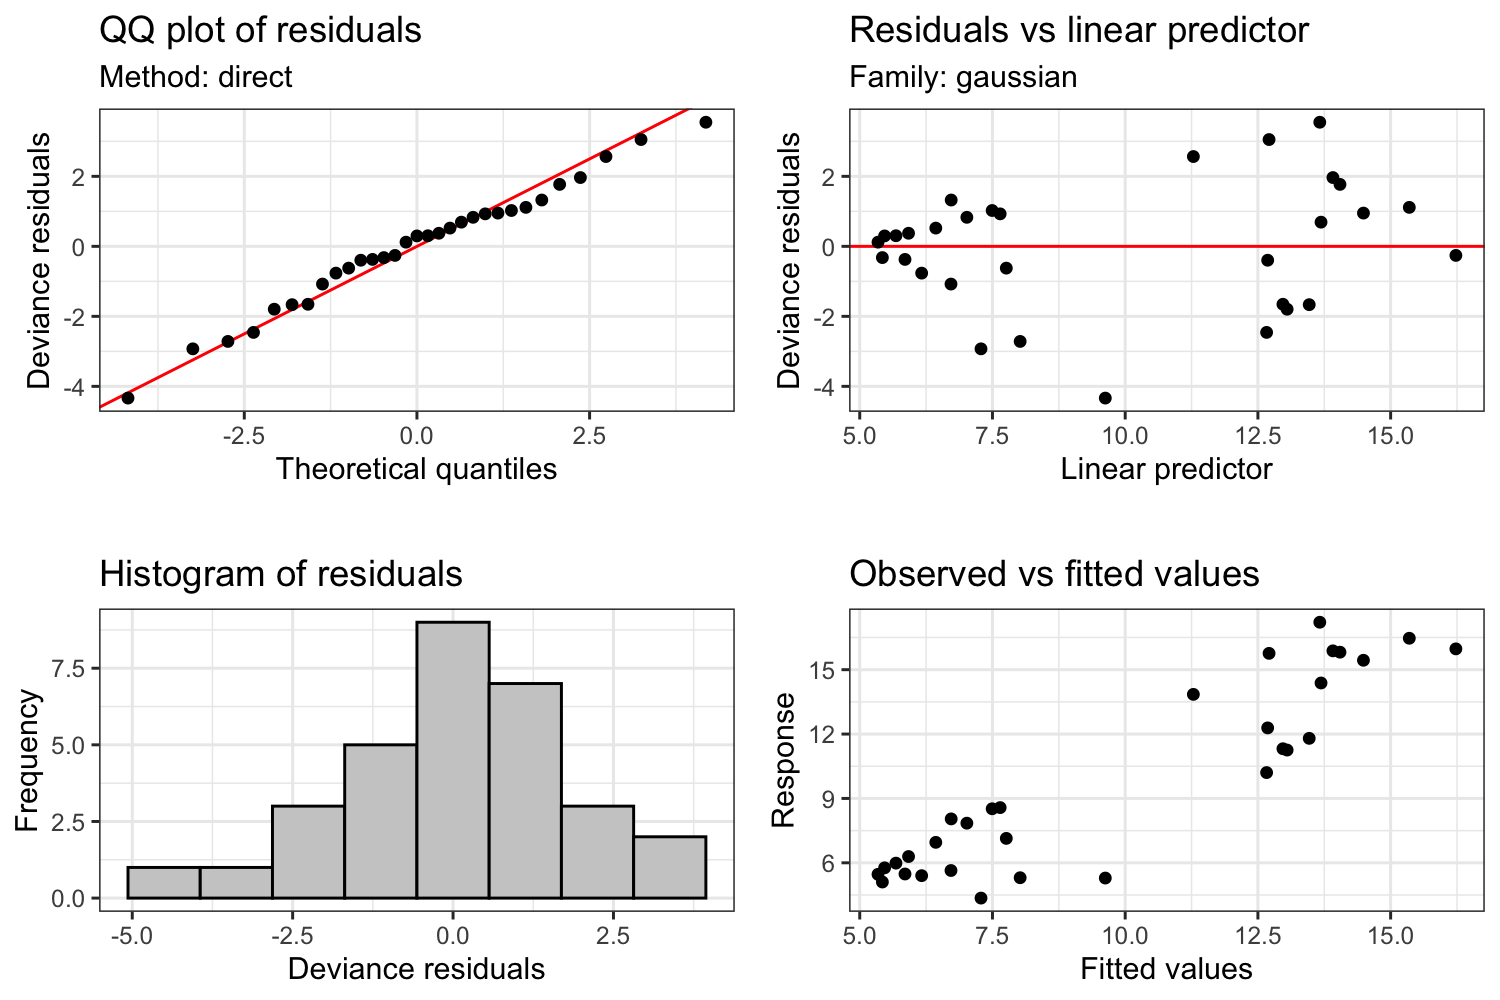 QQ plot of residuals
Method: direct
Deviance residuals
2
0
-2
-4
-2.5
0.0
2.5
Theoretical quantiles
Residuals vs linear predictor
Family: gaussian
Deviance residuals
2
0
-2
-4
5.0
7.5
10.0
12.5
15.0
Linear predictor
Histogram of residuals
Frequency
7.5
5.0
2.5
0.0
-5.0
-2.5
0.0
2.5
Deviance residuals
Observed vs fitted values
Response
15
12
9
6
5.0
7.5
10.0
12.5
15.0
Fitted values